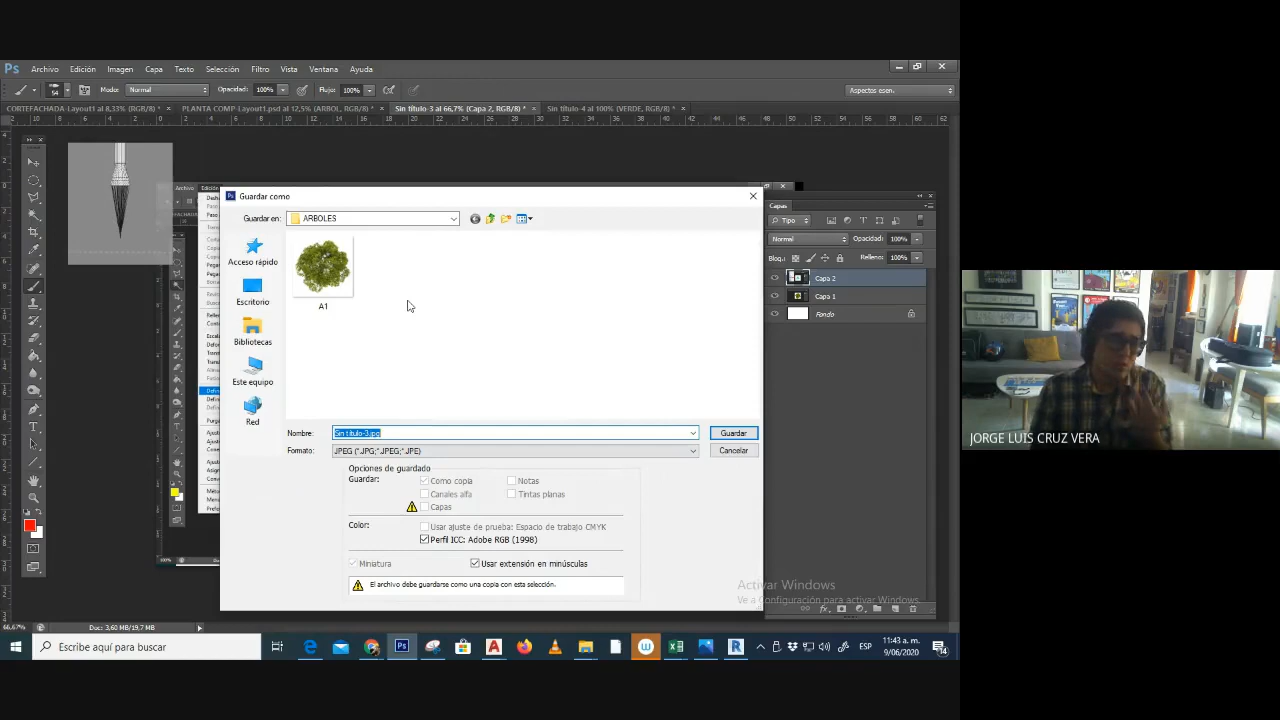 Ps Archivo Edición Imagen Capa Texto Selección Filtro Vista Ventana Ayuda
54 Modo: Normal Opacidad: 100% Flujo: 100% Aspectos esen.
CORTEFACHADA-Layout1 al 8,33% (RGB/8) * × PLANTA COMP-Layout1.psd al 12,5% (ARBOL, RGB/8) * × Sin título-3 al 66,7% (Capa 2, RGB/8) * × Sin título-4 al 100% (VERDE, RGB/8) * ×
Guardar como
Guardar en: ARBOLES
Acceso rápido
Escritorio
Bibliotecas
Este equipo
Red
A1
Nombre: Sin título-3.jpg Guardar
Formato: JPEG (*.JPG;*.JPEG;*.JPE) Cancelar
Opciones de guardado
Guardar: Como copia Notas
Canales alfa Tintas planas
Capas
Color: Usar ajuste de prueba: Espacio de trabajo CMYK
Perfil ICC: Adobe RGB (1998)
Miniatura Usar extensión en minúsculas
El archivo debe guardarse como una copia con esta selección.
Capas
Tipo
Normal Opacidad: 100%
Bloq.: Relleno: 100%
Capa 2
Capa 1
Fondo
Activar Windows
Ve a Configuración para activar Windows.
66,67% Doc: 3,60 MB/19,7 MB
Escribe aquí para buscar
ESP
11:43 a. m.
9/06/2020
JORGE LUIS CRUZ VERA